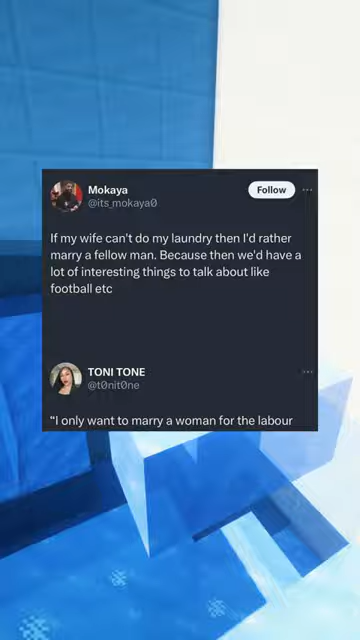 Mokaya
Follow
@its_mokaya0
If my wife can't do my laundry then I'd rather
marry a fellow man. Because then we'd have a
lot of interesting things to talk about like
football etc
TONI TONE
@t0nit0ne
“I only want to marry a woman for the labour